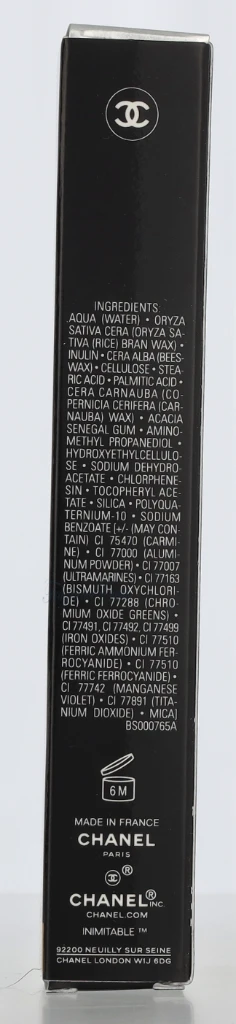 INGREDIENTS:
AQUA (WATER) • ORYZA
SATIVA CERA (ORYZA SA-
TIVA (RICE) BRAN WAX) •
INULIN • CERA ALBA (BEES-
WAX) • CELLULOSE • STEA-
RIC ACID • PALMITIC ACID •
CERA CARNAUBA (CO-
PERNICIA CERIFERA (CAR-
NAUBA) WAX) • ACACIA
SENEGAL GUM • AMINO-
METHYL PROPANEDIOL •
HYDROXYETHYLCELLULO-
SE • SODIUM DEHYDRO-
ACETATE • CHLORPHENE-
SIN • TOCOPHERYL ACE-
TATE • SILICA • POLYQUA-
TERNIUM-10 • SODIUM
BENZOATE [+/- (MAY CON-
TAIN) CI 75470 (CARMI-
NE) • CI 77000 (ALUMI-
NUM POWDER) • CI 77007
(ULTRAMARINES) • CI 77163
(BISMUTH OXYCHLORI-
DE) • CI 77288 (CHRO-
MIUM OXIDE GREENS) •
CI 77491, CI 77492, CI 77499
(IRON OXIDES) • CI 77510
(FERRIC AMMONIUM FER-
ROCYANIDE) • CI 77510
(FERRIC FERROCYANIDE) •
CI 77742 (MANGANESE
VIOLET) • CI 77891 (TITA-
NIUM DIOXIDE) • MICA]
BS000765A
6 M
MADE IN FRANCE
CHANEL
PARIS
®
CHANEL® INC.
CHANEL.COM
INIMITABLE ™
92200 NEUILLY SUR SEINE
CHANEL LONDON W1J 6DG